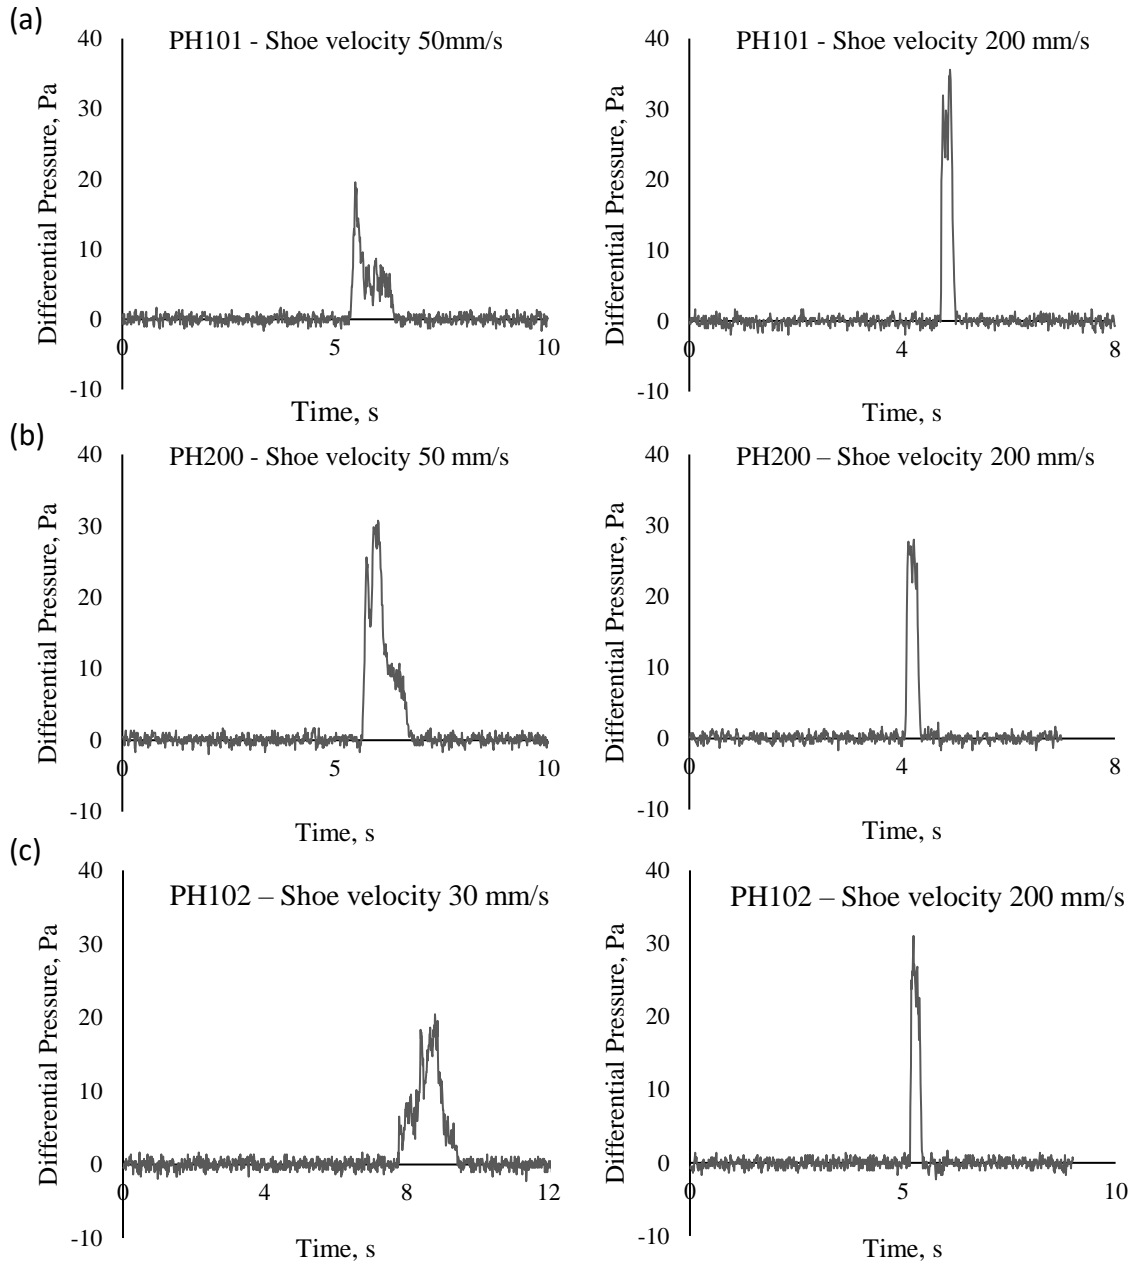 (a)
PH101 - Shoe velocity 50mm/s
Differential Pressure, Pa
40
30
20
10
0
-10
0
5
10
Time, s
PH101 - Shoe velocity 200 mm/s
Differential Pressure, Pa
40
30
20
10
0
-10
0
4
8
Time, s
(b)
PH200 - Shoe velocity 50 mm/s
Differential Pressure, Pa
40
30
20
10
0
-10
0
5
10
Time, s
PH200 – Shoe velocity 200 mm/s
Differential Pressure, Pa
40
30
20
10
0
-10
0
4
8
Time, s
(c)
PH102 – Shoe velocity 30 mm/s
Differential Pressure, Pa
40
30
20
10
0
-10
0
4
8
12
Time, s
PH102 – Shoe velocity 200 mm/s
Differential Pressure, Pa
40
30
20
10
0
-10
0
5
10
Time, s